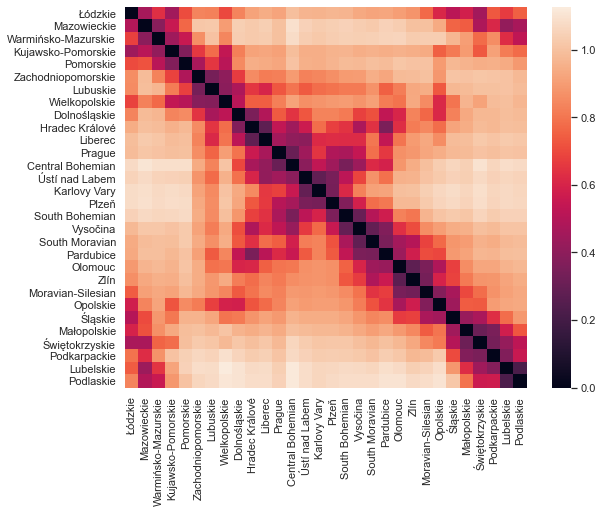 Łódzkie
Mazowieckie
Warmińsko-Mazurskie
Kujawsko-Pomorskie
Pomorskie
Zachodniopomorskie
Lubuskie
Wielkopolskie
Dolnośląskie
Hradec Králové
Liberec
Prague
Central Bohemian
Ústí nad Labem
Karlovy Vary
Plzeň
South Bohemian
Vysočina
South Moravian
Pardubice
Olomouc
Zlín
Moravian-Silesian
Opolskie
Śląskie
Małopolskie
Świętokrzyskie
Podkarpackie
Lubelskie
Podlaskie
1.0
0.8
0.6
0.4
0.2
0.0
Łódzkie
Mazowieckie
Warmińsko-Mazurskie
Kujawsko-Pomorskie
Pomorskie
Zachodniopomorskie
Lubuskie
Wielkopolskie
Dolnośląskie
Hradec Králové
Liberec
Prague
Central Bohemian
Ústí nad Labem
Karlovy Vary
Plzeň
South Bohemian
Vysočina
South Moravian
Pardubice
Olomouc
Zlín
Moravian-Silesian
Opolskie
Śląskie
Małopolskie
Świętokrzyskie
Podkarpackie
Lubelskie
Podlaskie